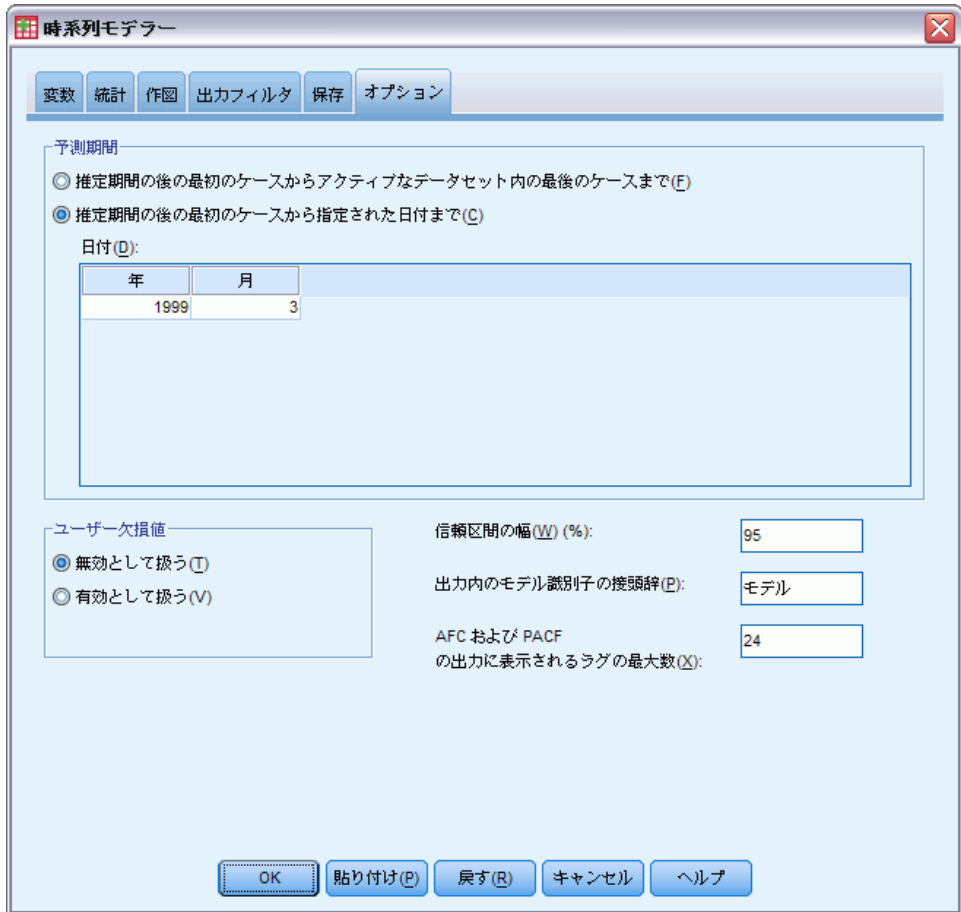 時系列モデラー
変数 統計 作図 出力フィルタ 保存 オプション
予測期間
推定期間の後の最初のケースからアクティブなデータセット内の最後のケースまで(F)
推定期間の後の最初のケースから指定された日付まで(C)
日付(D):
年 月
1999 3
ユーザー欠損値
無効として扱う(T)
有効として扱う(V)
信頼区間の幅(W) (%):
95
出力内のモデル識別子の接頭辞(P):
モデル
AFC および PACF
の出力に表示されるラグの最大数(X):
24
OK 貼り付け(P) 戻す(R) キャンセル ヘルプ